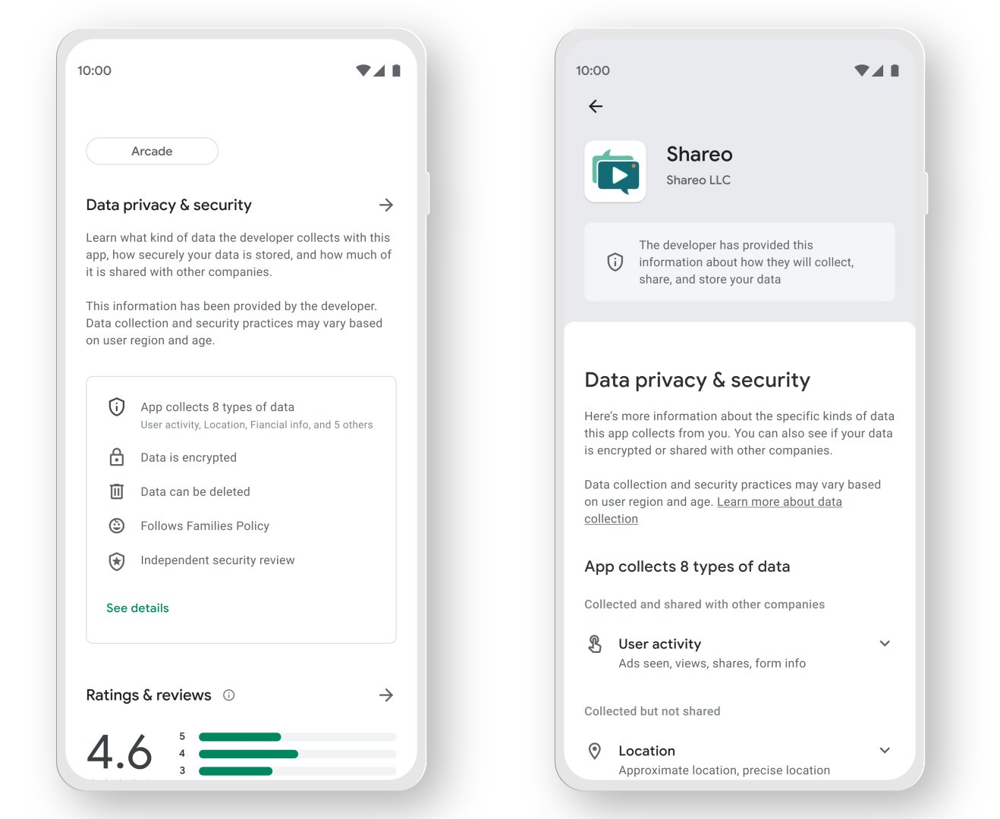 10:00
Arcade
Data privacy & security
Learn what kind of data the developer collects with this
app, how securely your data is stored, and how much of
it is shared with other companies.
This information has been provided by the developer.
Data collection and security practices may vary based
on user region and age.
App collects 8 types of data
User activity, Location, Fiancial info, and 5 others
Data is encrypted
Data can be deleted
Follows Families Policy
Independent security review
See details
Ratings & reviews
4.6
5
4
3
10:00
Shareo
Shareo LLC
The developer has provided this
information about how they will collect,
share, and store your data
Data privacy & security
Here’s more information about the specific kinds of data
this app collects from you. You can also see if your data
is encrypted or shared with other companies.
Data collection and security practices may vary based
on user region and age. Learn more about data
collection
App collects 8 types of data
Collected and shared with other companies
User activity
Ads seen, views, shares, form info
Collected but not shared
Location
Approximate location, precise location